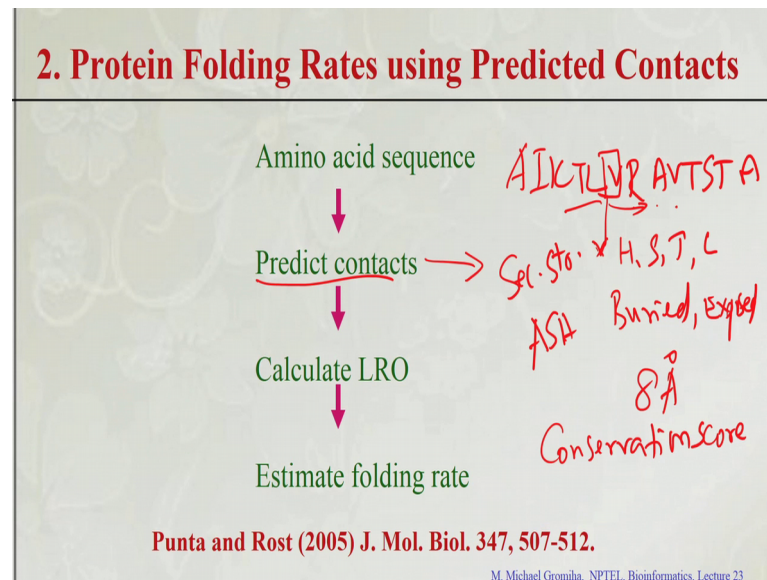 2. Protein Folding Rates using Predicted Contacts
Amino acid sequence
AIKTLVRAVTSTA
Predict contacts
Sec. Str. H, S, T, C
ASA Buried, Exposed
8Å
Calculate LRO
Conservation score
Estimate folding rate
Punta and Rost (2005) J. Mol. Biol. 347, 507-512.
M. Michael Gromiha, NPTEL, Bioinformatics, Lecture 23